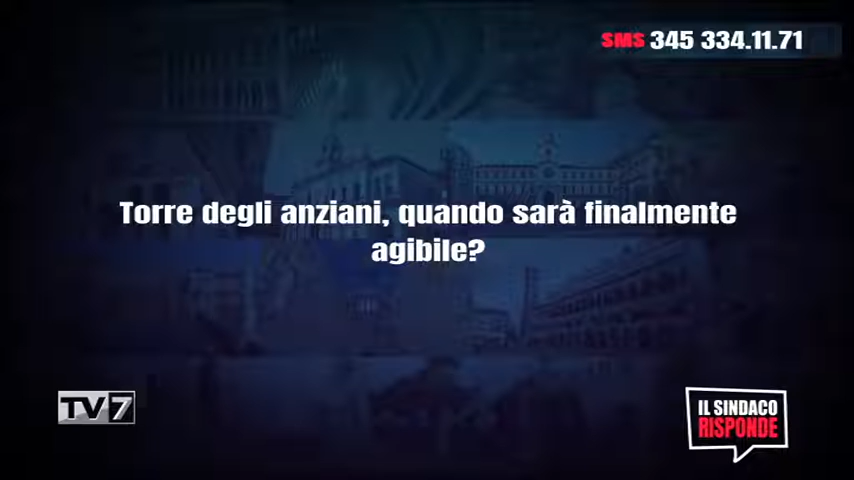 SMS 345 334.11.71
Torre degli anziani, quando sarà finalmente
agibile?
TV7
IL SINDACO
RISPONDE